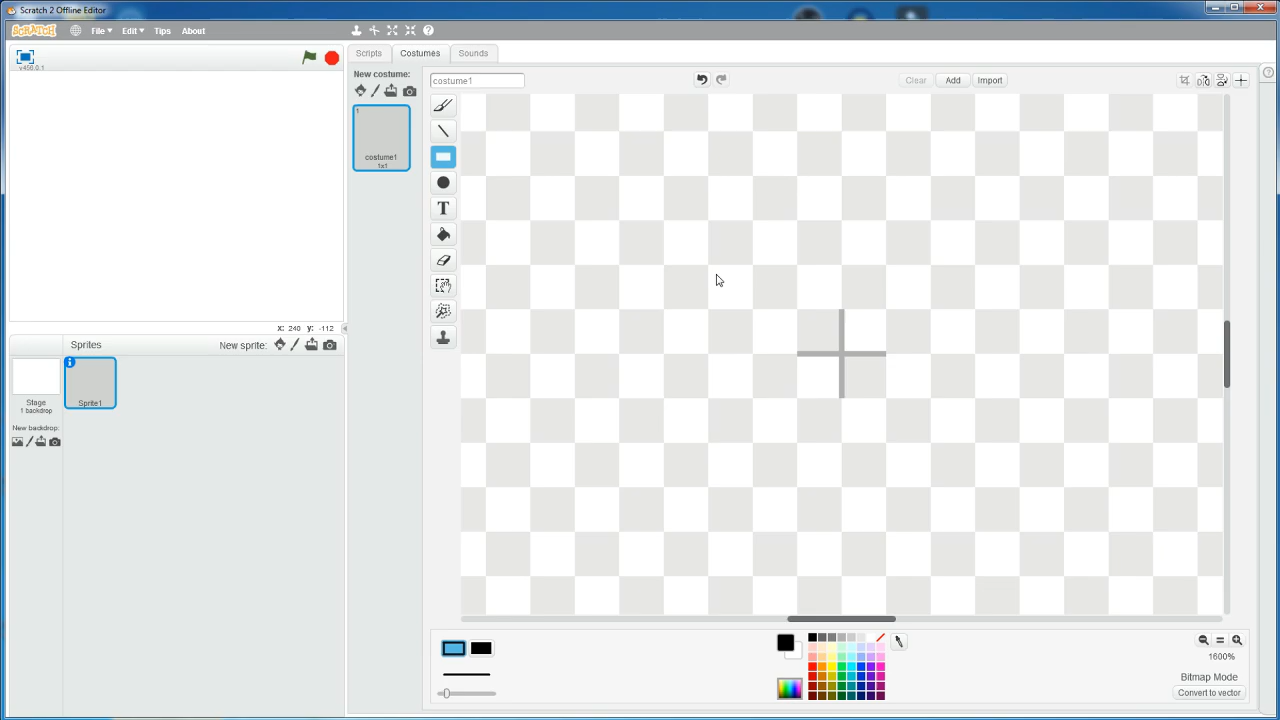 Scratch 2 Offline Editor
SCRATCH File Edit Tips About
v456.0.1
Scripts Costumes Sounds
New costume:
costume1
Clear Add Import
1
costume1
1x1
T
X: 240 y: -112
Sprites New sprite:
Stage
1 backdrop
Sprite1
New backdrop:
1600%
Bitmap Mode
Convert to vector